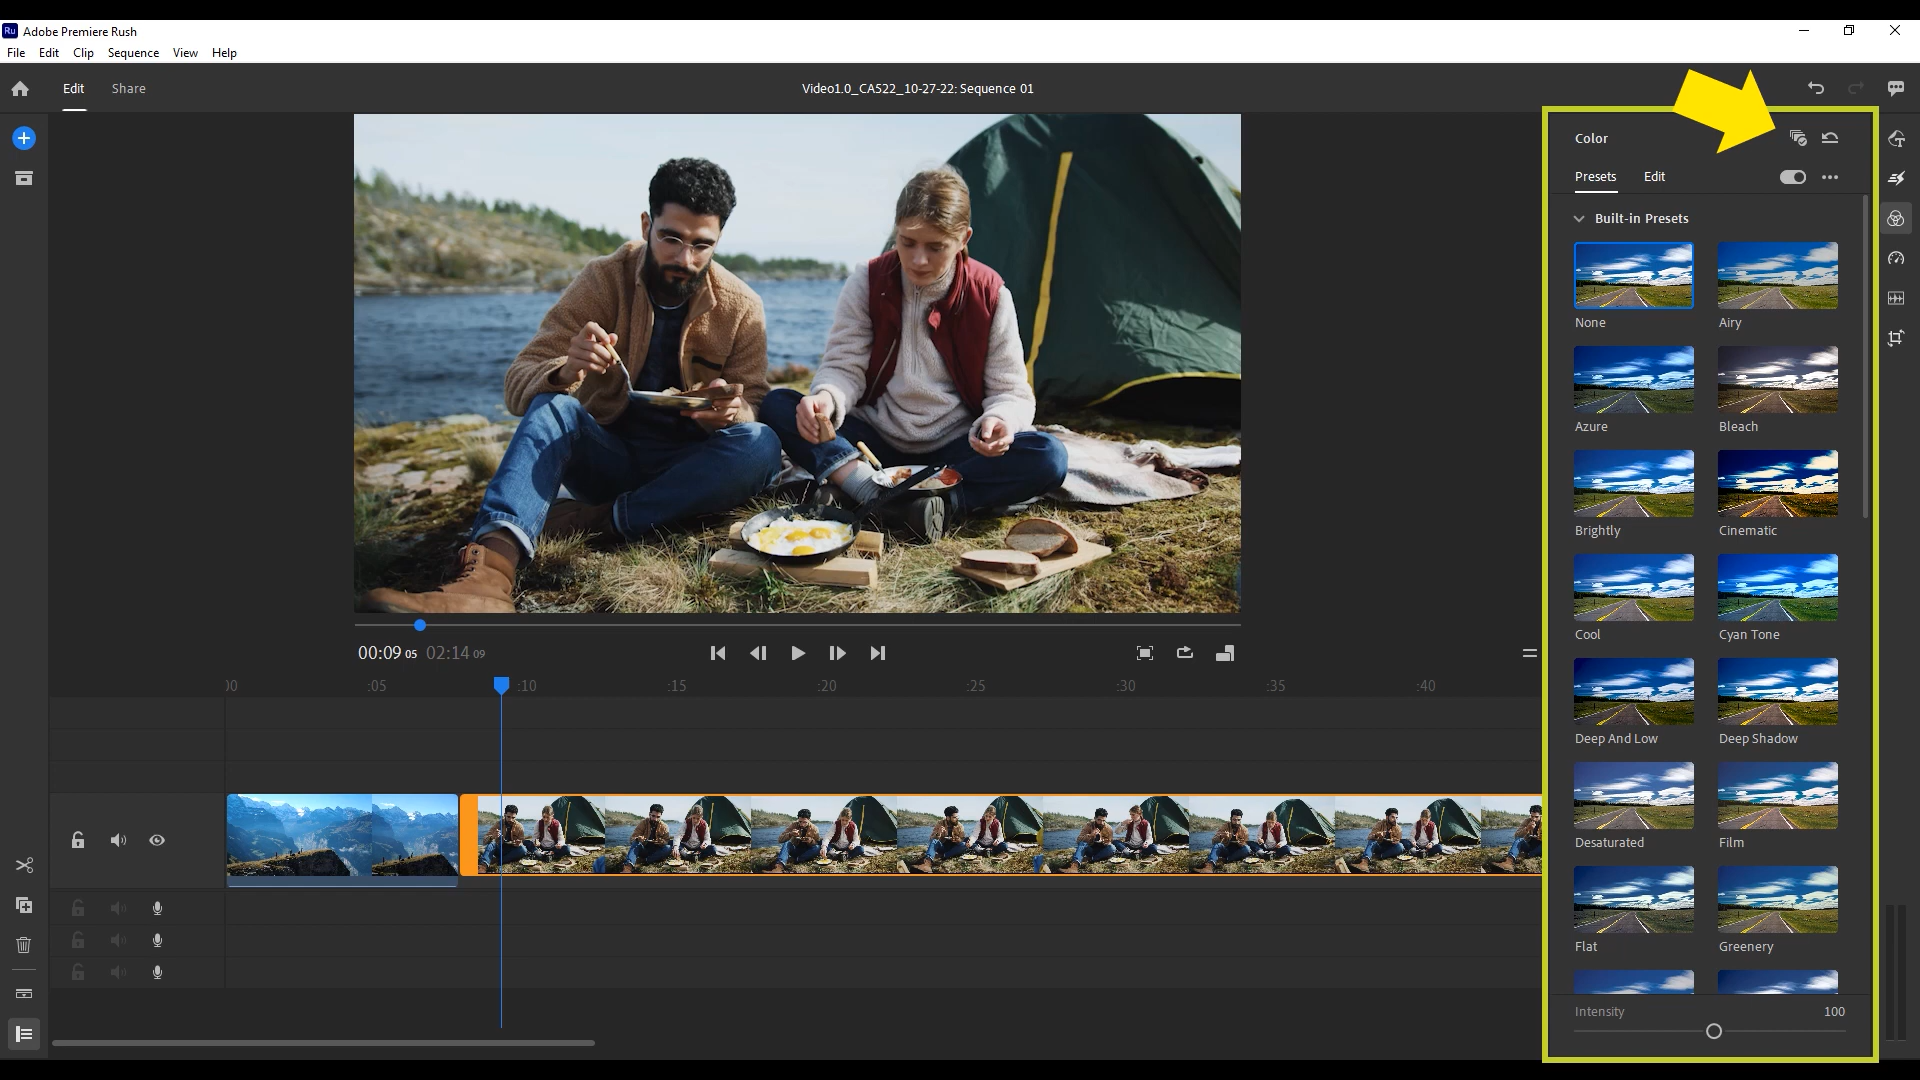 Ru Adobe Premiere Rush
File Edit Clip Sequence View Help
Edit Share Video1.0_CA522_10-27-22: Sequence 01
Color
Presets Edit
Built-in Presets
None Airy
Azure Bleach
Brightly Cinematic
Cool Cyan Tone
Deep And Low Deep Shadow
Desaturated Film
Flat Greenery
Intensity 100
00:09 05 02:14 09
:05 :10 :15 :20 :25 :30 :35 :40